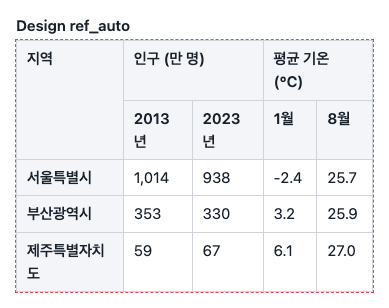 Design ref_auto
지역 인구 (만 명) 평균 기온
(°C)
2013
년 2023
년 1월 8월
서울특별시 1,014 938 -2.4 25.7
부산광역시 353 330 3.2 25.9
제주특별자치
도 59 67 6.1 27.0